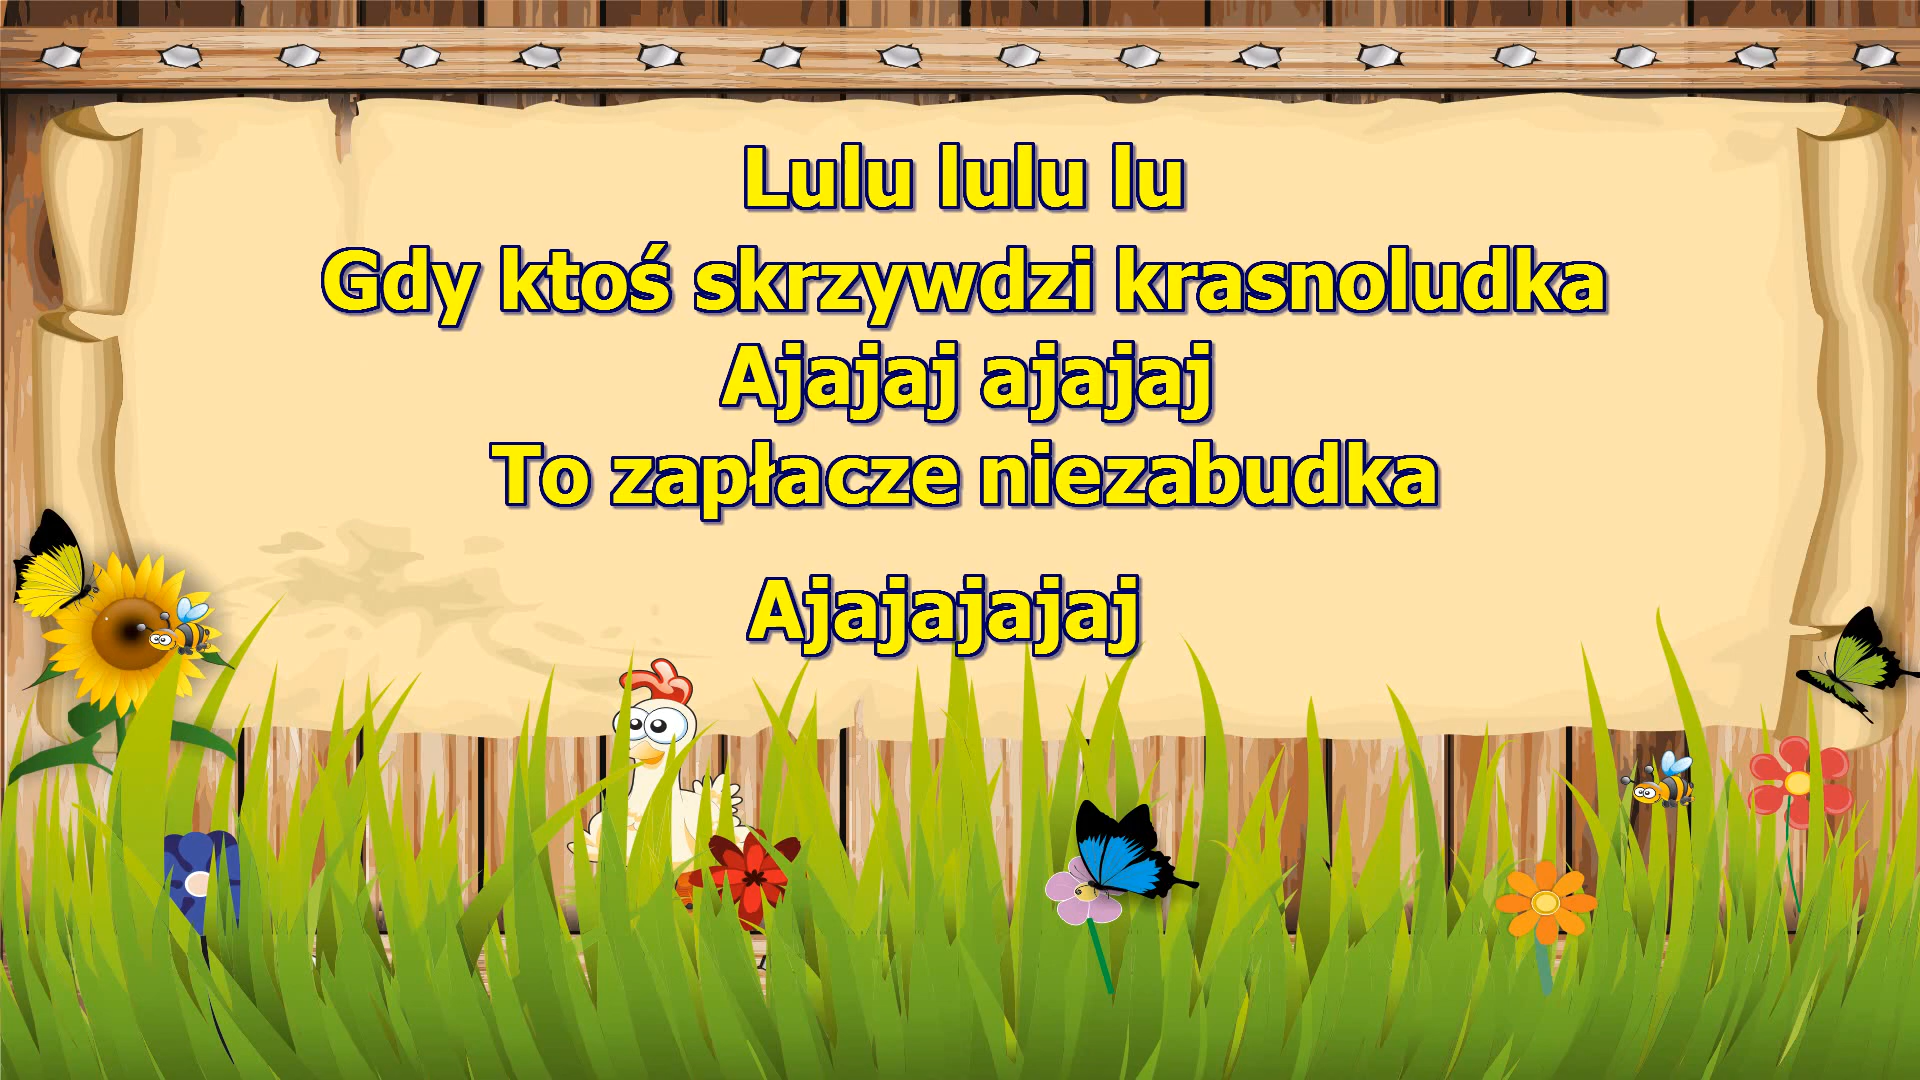 Lulu lulu lu
Gdy ktoś skrzywdzi krasnoludka
Ajajaj ajajaj
To zapłacze niezabudka
Ajajajajaj